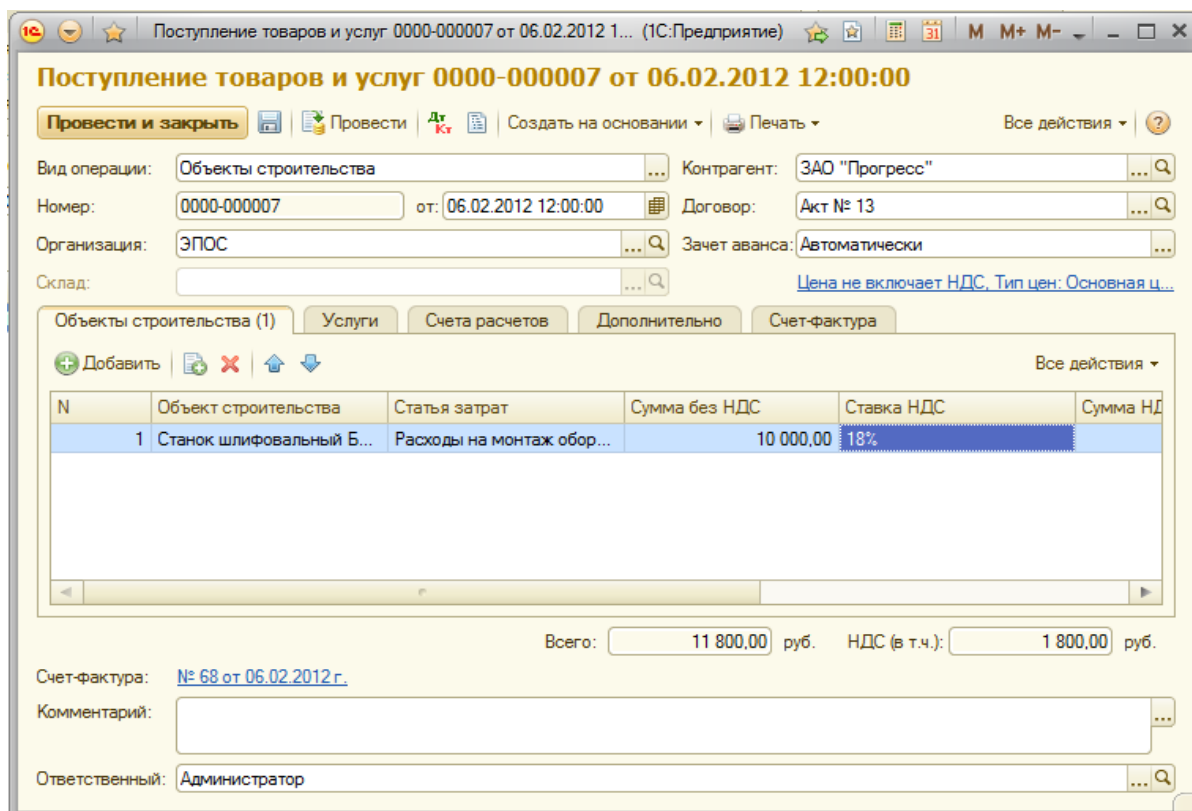 Поступление товаров и услуг 0000-000007 от 06.02.2012 1... (1С:Предприятие) 31 M M+ M-
Поступление товаров и услуг 0000-000007 от 06.02.2012 12:00:00
Провести и закрыть Провести Дт Кт Создать на основании Печать Все действия ?
Вид операции: Объекты строительства ... Контрагент: ЗАО "Прогресс" ...
Номер: 0000-000007 от: 06.02.2012 12:00:00 Договор: Акт № 13 ...
Организация: ЭПОС ... Зачет аванса: Автоматически ...
Склад: ... Цена не включает НДС, Тип цен: Основная ц...
Объекты строительства (1) Услуги Счета расчетов Дополнительно Счет-фактура
Добавить Все действия
N Объект строительства Статья затрат Сумма без НДС Ставка НДС Сумма НД
1 Станок шлифовальный Б... Расходы на монтаж обор... 10 000,00 18%
Всего: 11 800,00 руб. НДС (в т.ч.): 1 800,00 руб.
Счет-фактура: № 68 от 06.02.2012 г.
Комментарий: ...
Ответственный: Администратор ...